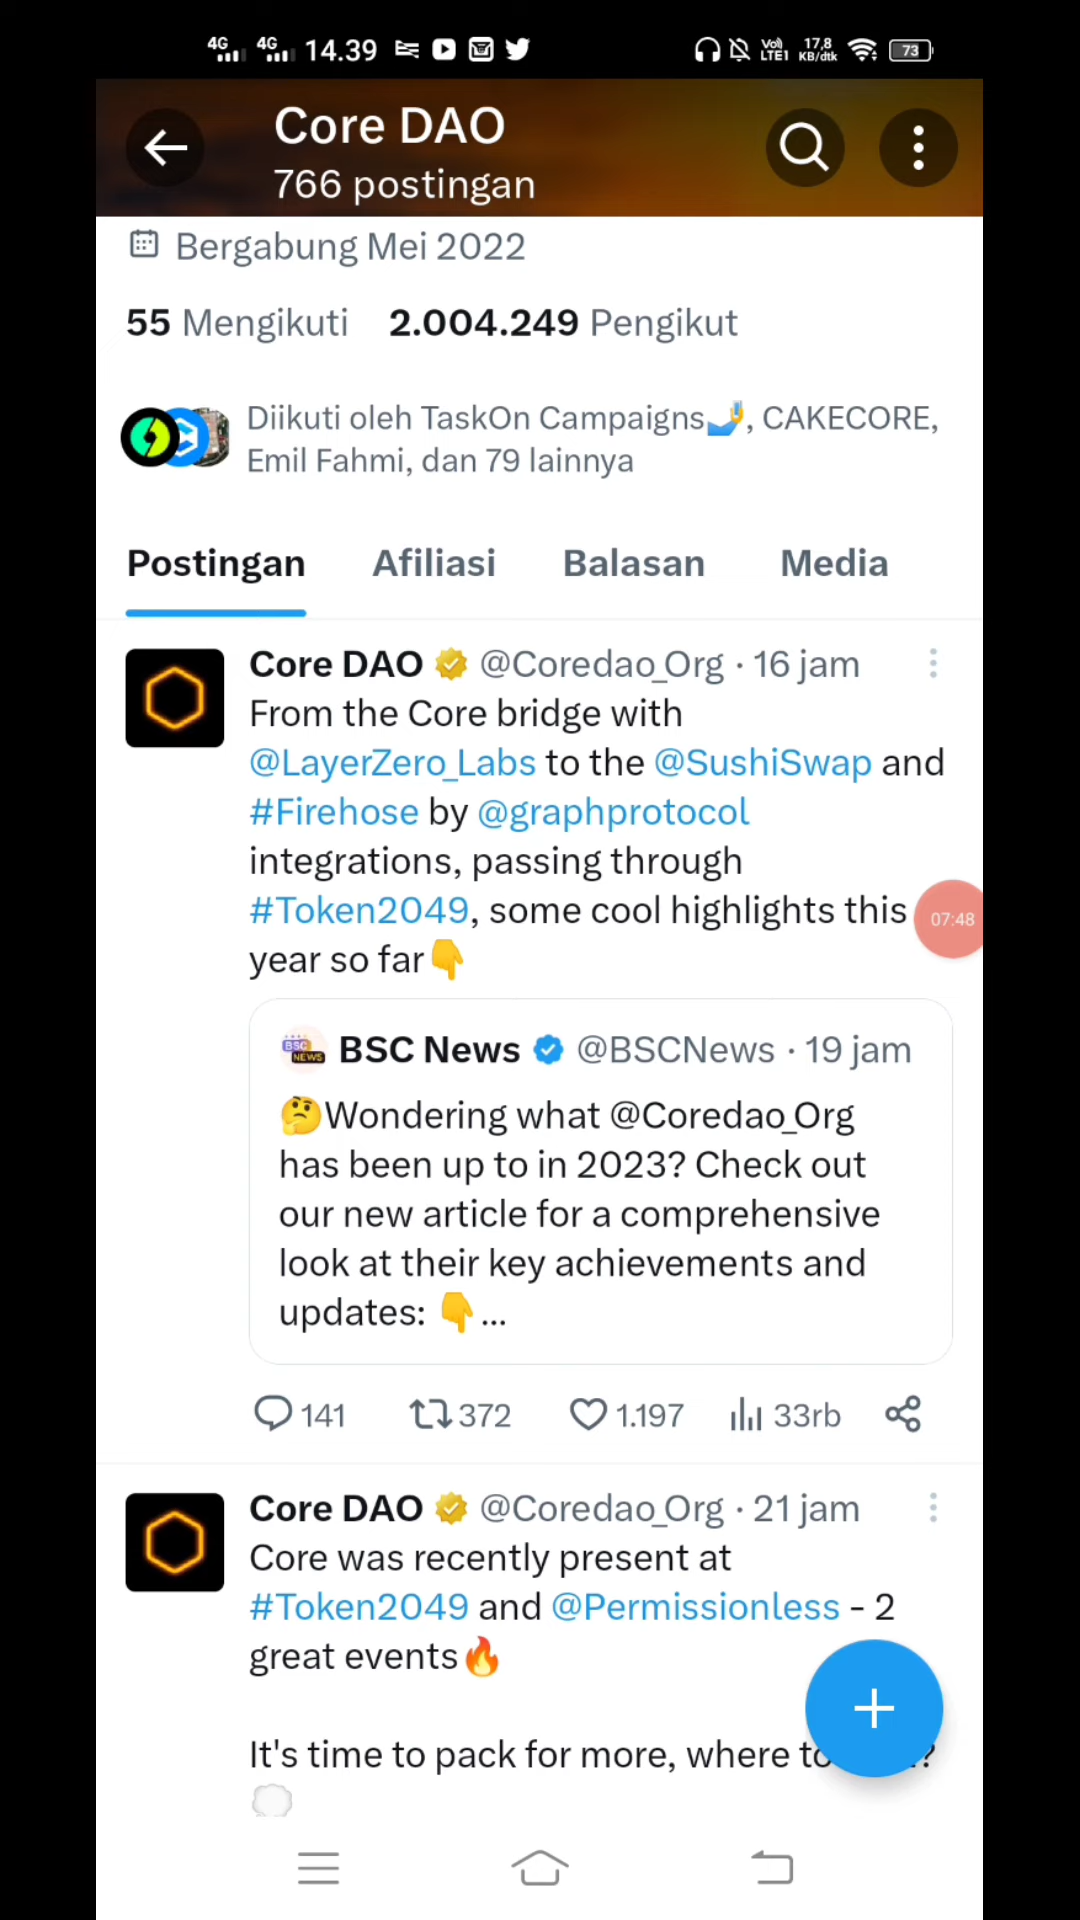 4G 4G 14.39 Vo) LTE1 17,8 KB/dtk 73
Core DAO
766 postingan
Bergabung Mei 2022
55 Mengikuti 2.004.249 Pengikut
Diikuti oleh TaskOn Campaigns🤳, CAKECORE,
Emil Fahmi, dan 79 lainnya
Postingan Afiliasi Balasan Media
Core DAO @Coredao_Org · 16 jam
From the Core bridge with
@LayerZero_Labs to the @SushiSwap and
#Firehose by @graphprotocol
integrations, passing through
#Token2049, some cool highlights this
07:48
year so far👇
BSC NEWS
BSC News @BSCNews · 19 jam
🤔Wondering what @Coredao_Org
has been up to in 2023? Check out
our new article for a comprehensive
look at their key achievements and
updates: 👇...
141 372 1.197 33rb
Core DAO @Coredao_Org · 21 jam
Core was recently present at
#Token2049 and @Permissionless - 2
great events🔥
It's time to pack for more, where to ?
💭